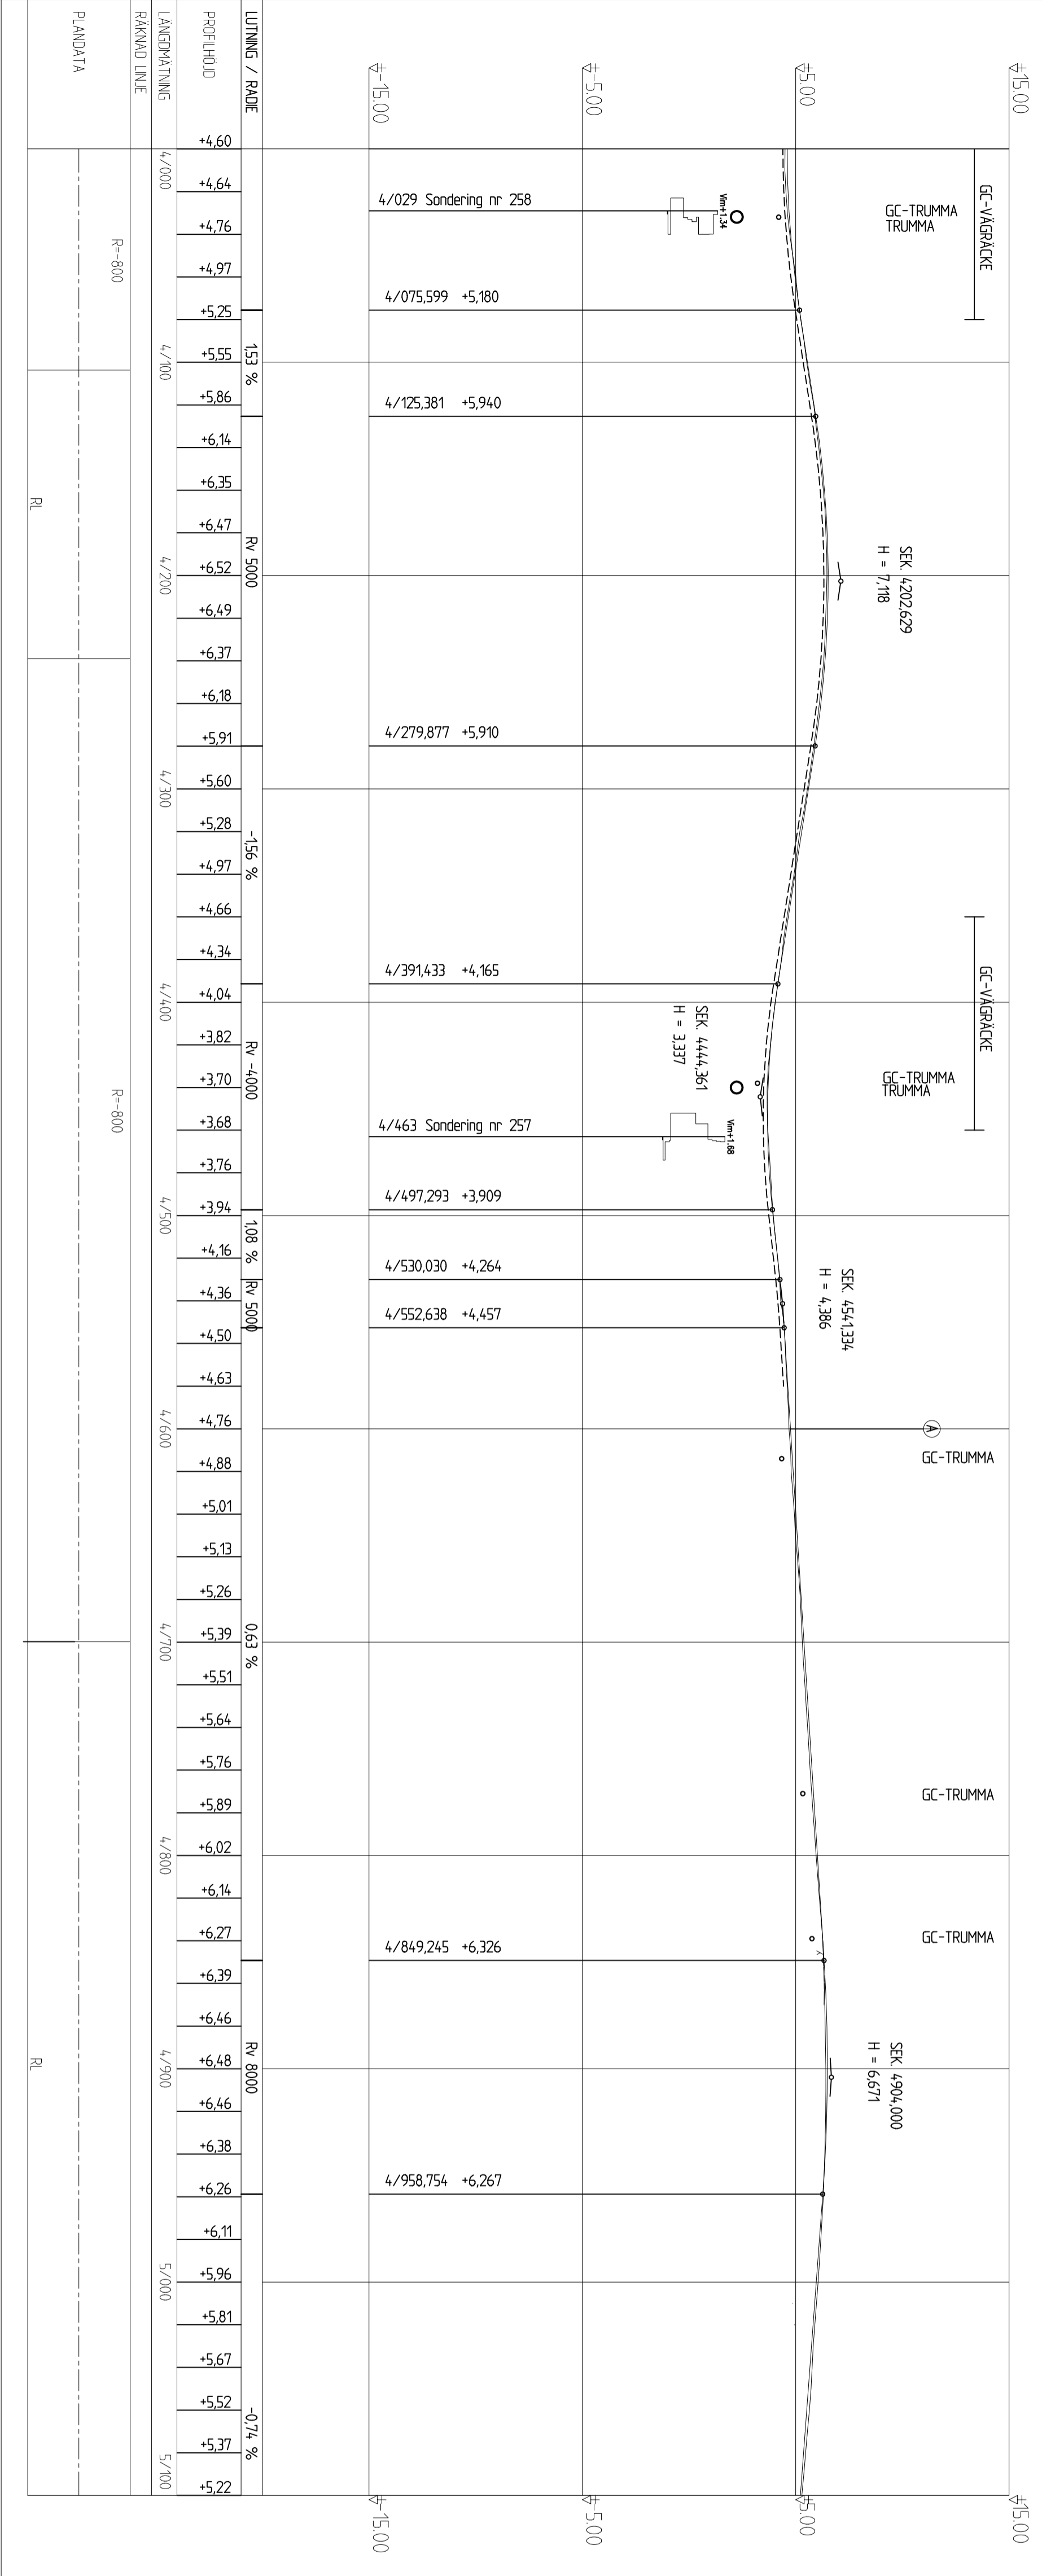 ±15.00
±5.00
±-5.00
±-15.00
GC-VÄGRÄCKE
GC-TRUMMA
TRUMMA
GC-VÄGRÄCKE
GC-TRUMMA
TRUMMA
GC-TRUMMA
GC-TRUMMA
GC-TRUMMA
A
SEK. 4202,629
H = 7,118
SEK. 4444,361
H = 3,337
SEK. 4541,334
H = 4,386
SEK. 4904,000
H = 6,671
Vim+1.34
Vim+1.68
4/029 Sondering nr 258
4/075,599 +5,180
4/125,381 +5,940
4/279,877 +5,910
4/391,433 +4,165
4/463 Sondering nr 257
4/497,293 +3,909
4/530,030 +4,264
4/552,638 +4,457
4/849,245 +6,326
4/958,754 +6,267
±15.00
±5.00
±-5.00
±-15.00
LUTNING / RADIE
1,53 %
Rv 5000
-1,56 %
Rv -4000
1,08 %
Rv 5000
0,63 %
Rv 8000
-0,74 %
PROFILHÖJD
+4,60
+4,64
+4,76
+4,97
+5,25
+5,55
+5,86
+6,14
+6,35
+6,47
+6,52
+6,49
+6,37
+6,18
+5,91
+5,60
+5,28
+4,97
+4,66
+4,34
+4,04
+3,82
+3,70
+3,68
+3,76
+3,94
+4,16
+4,36
+4,50
+4,63
+4,76
+4,88
+5,01
+5,13
+5,26
+5,39
+5,51
+5,64
+5,76
+5,89
+6,02
+6,14
+6,27
+6,39
+6,46
+6,48
+6,46
+6,38
+6,26
+6,11
+5,96
+5,81
+5,67
+5,52
+5,37
+5,22
LÄNGDMÄTNING
4/000
4/100
4/200
4/300
4/400
4/500
4/600
4/700
4/800
4/900
5/000
5/100
RÄKNAD LINJE
PLANDATA
R=-800
RL
R=-800
RL